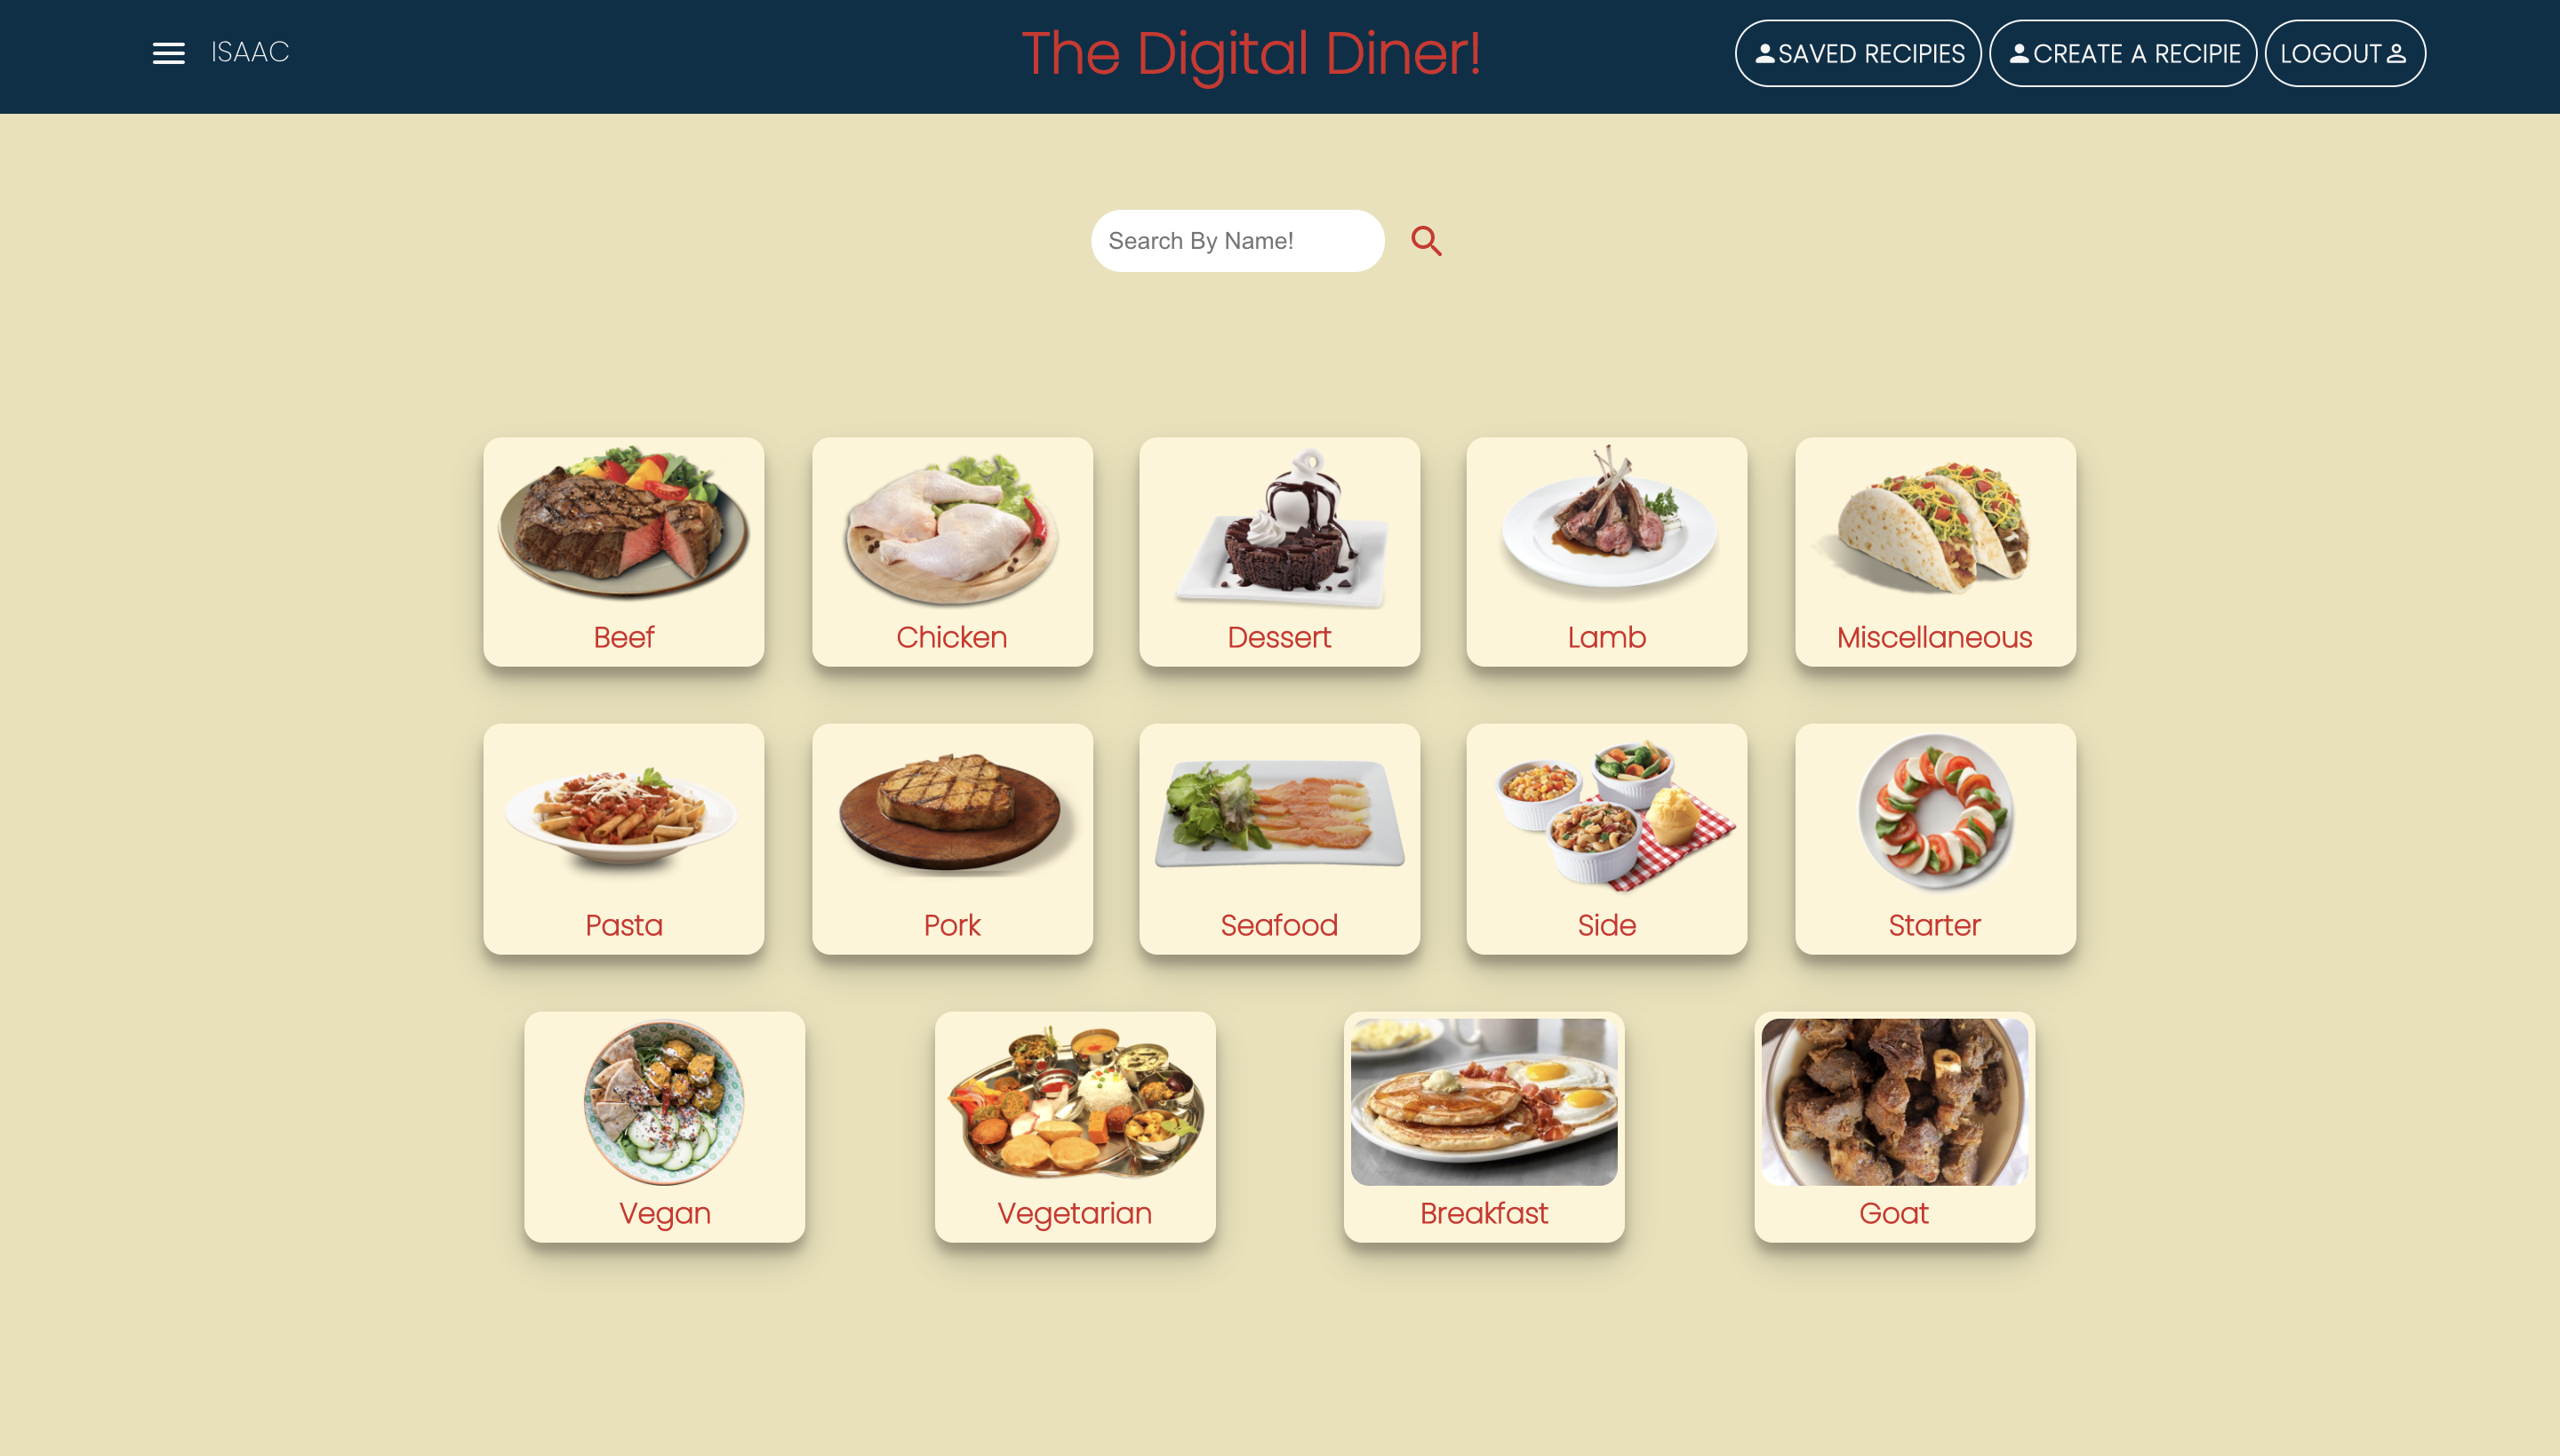 ISAAC
The Digital Diner!
SAVED RECIPIES
CREATE A RECIPIE
LOGOUT
Search By Name!
Beef
Chicken
Dessert
Lamb
Miscellaneous
Pasta
Pork
Seafood
Side
Starter
Vegan
Vegetarian
Breakfast
Goat